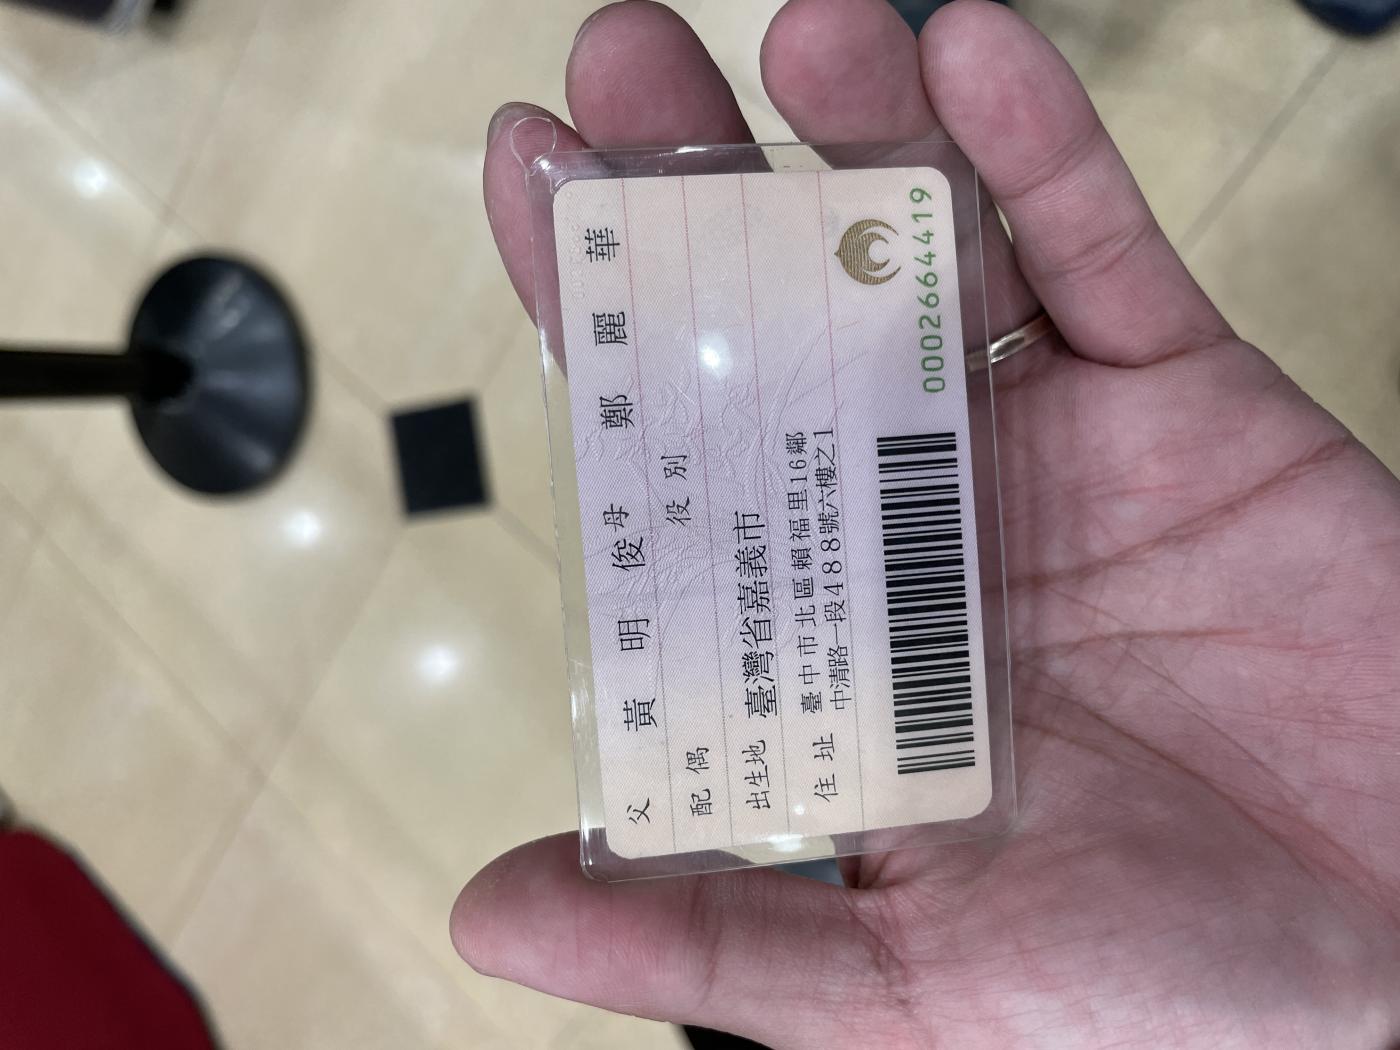 父 黃明俊 母 鄭麗華
配偶 役別
出生地 臺灣省嘉義市
住址 臺中市北區賴福里16鄰
中清路一段488號六樓之1
0002664419